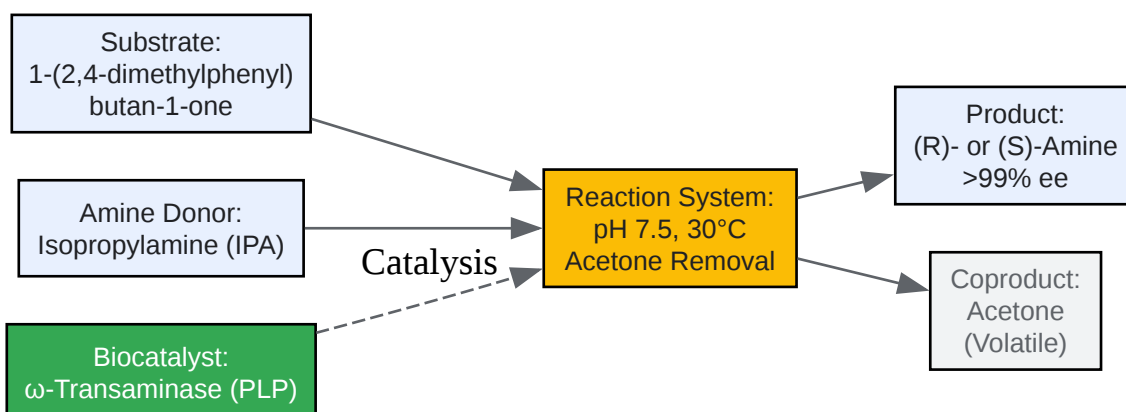 Substrate:
1-(2,4-dimethylphenyl)
butan-1-one
Amine Donor:
Isopropylamine (IPA)
Catalysis
Biocatalyst:
ω-Transaminase (PLP)
Reaction System:
pH 7.5, 30°C
Acetone Removal
Product:
(R)- or (S)-Amine
>99% ee
Coproduct:
Acetone
(Volatile)